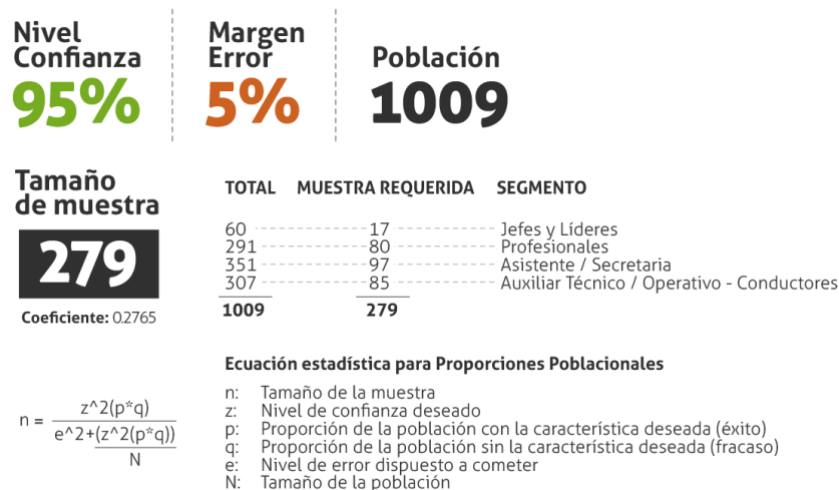 Nivel
Confianza
95%
Margen
Error
5%
Población
1009
Tamaño
de muestra
279
Coeficiente: 0.2765
TOTAL MUESTRA REQUERIDA SEGMENTO
60 17 Jefes y Líderes
291 80 Profesionales
351 97 Asistente / Secretaria
307 85 Auxiliar Técnico / Operativo - Conductores
1009 279
Ecuación estadística para Proporciones Poblacionales
n = z^2(p*q)
e^2+(z^2(p*q))
N
n: Tamaño de la muestra
z: Nivel de confianza deseado
p: Proporción de la población con la característica deseada (éxito)
q: Proporción de la población sin la característica deseada (fracaso)
e: Nivel de error dispuesto a cometer
N: Tamaño de la población